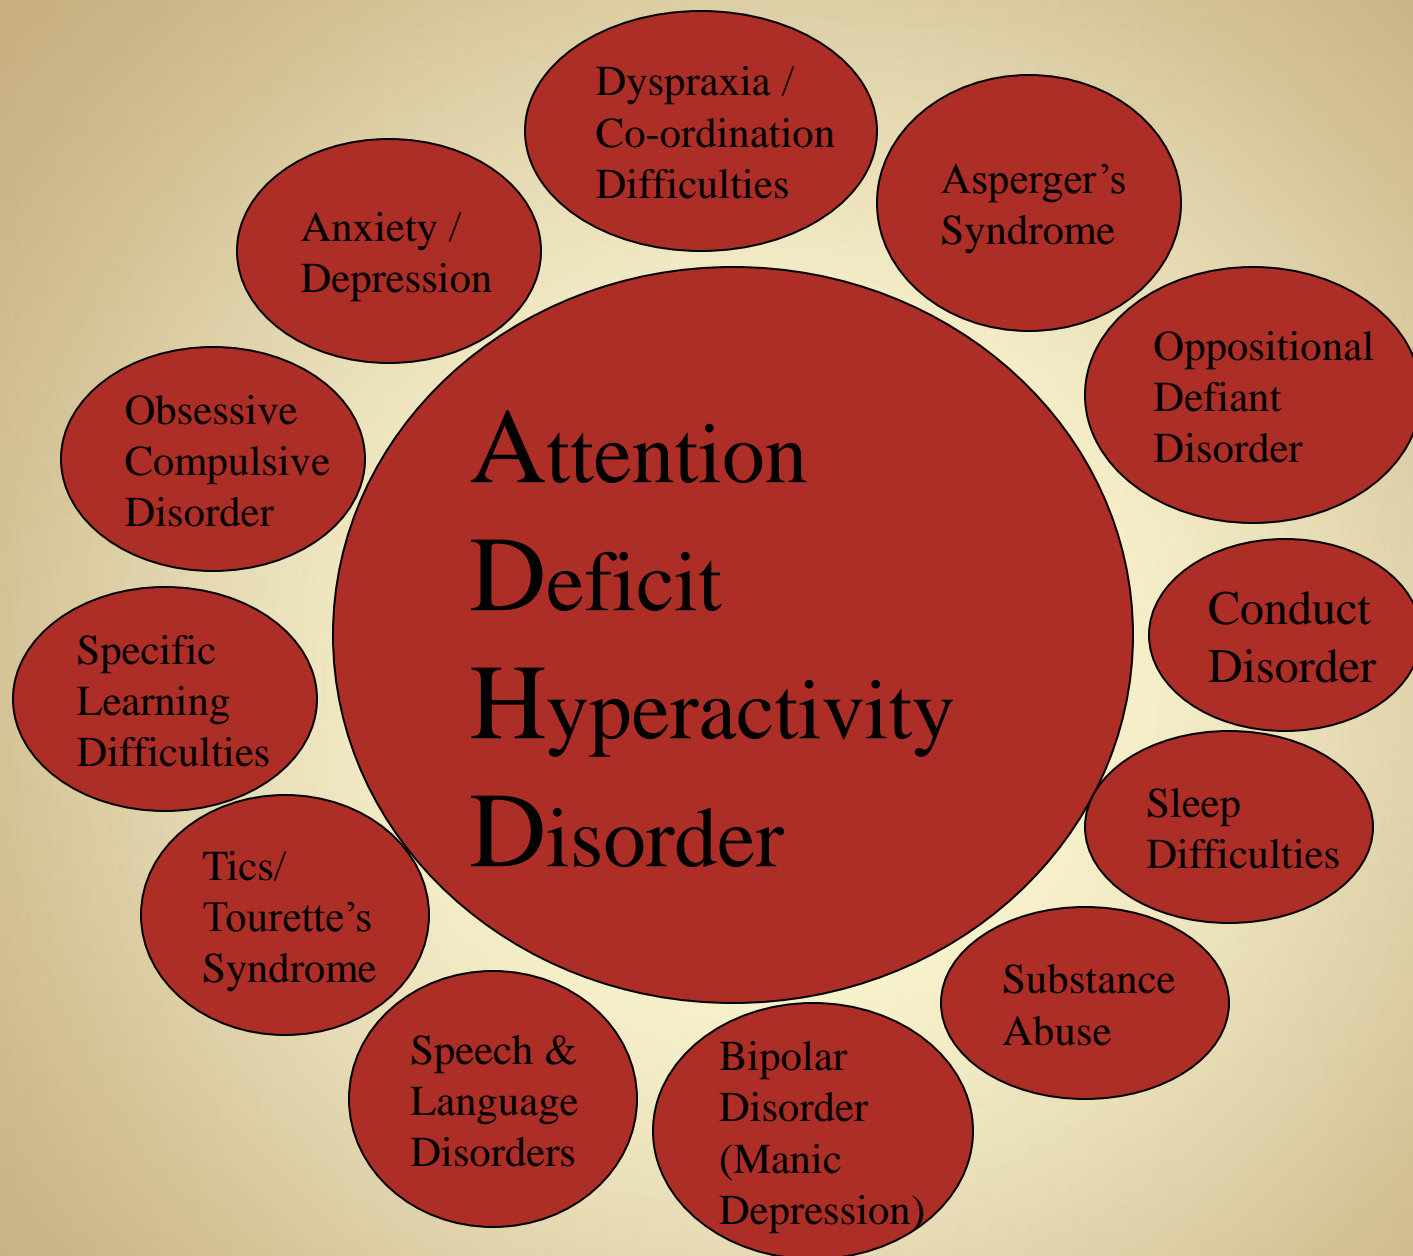 Dyspraxia /
Co-ordination
Difficulties
Asperger’s
Syndrome
Oppositional
Defiant
Disorder
Conduct
Disorder
Sleep
Difficulties
Substance
Abuse
Bipolar
Disorder
(Manic
Depression)
Speech &
Language
Disorders
Tics/
Tourette’s
Syndrome
Specific
Learning
Difficulties
Obsessive
Compulsive
Disorder
Anxiety /
Depression
Attention
Deficit
Hyperactivity
Disorder